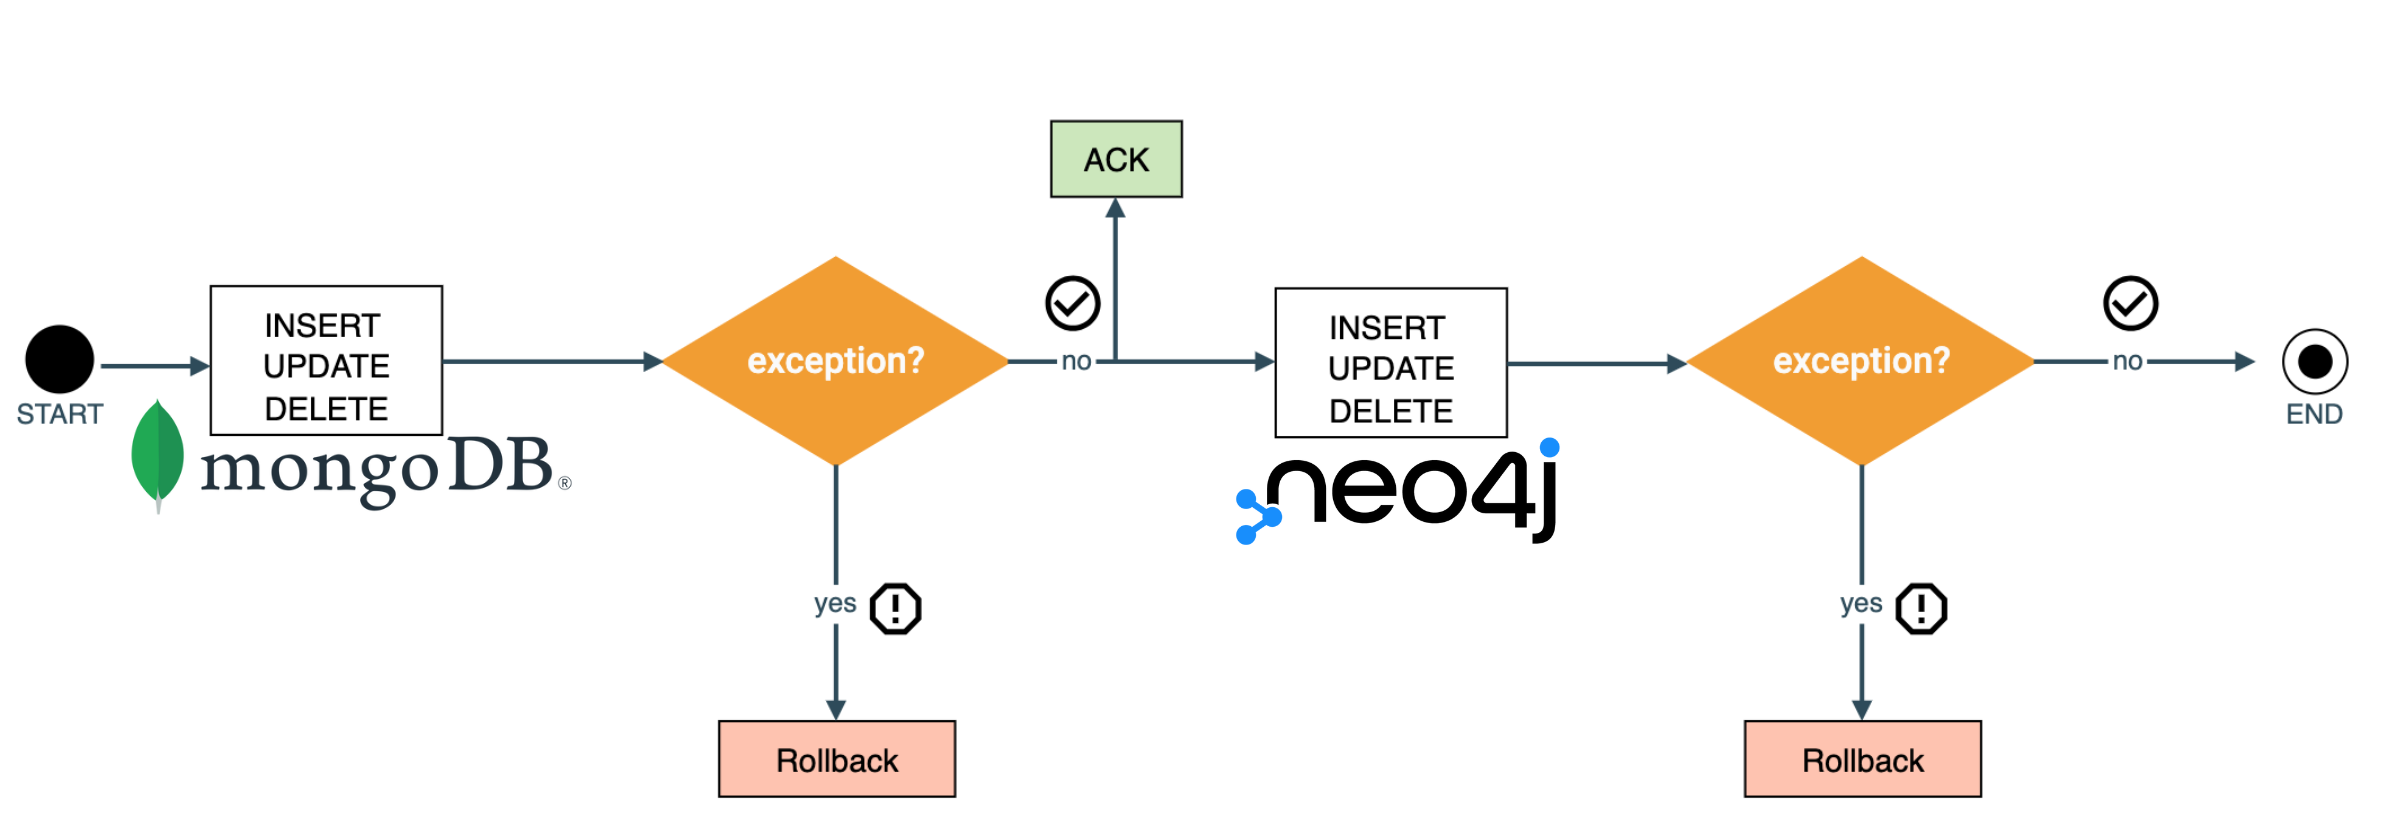 START
INSERT
UPDATE
DELETE
mongoDB®
exception?
no
ACK
yes
Rollback
INSERT
UPDATE
DELETE
neo4j
exception?
no
yes
Rollback
END